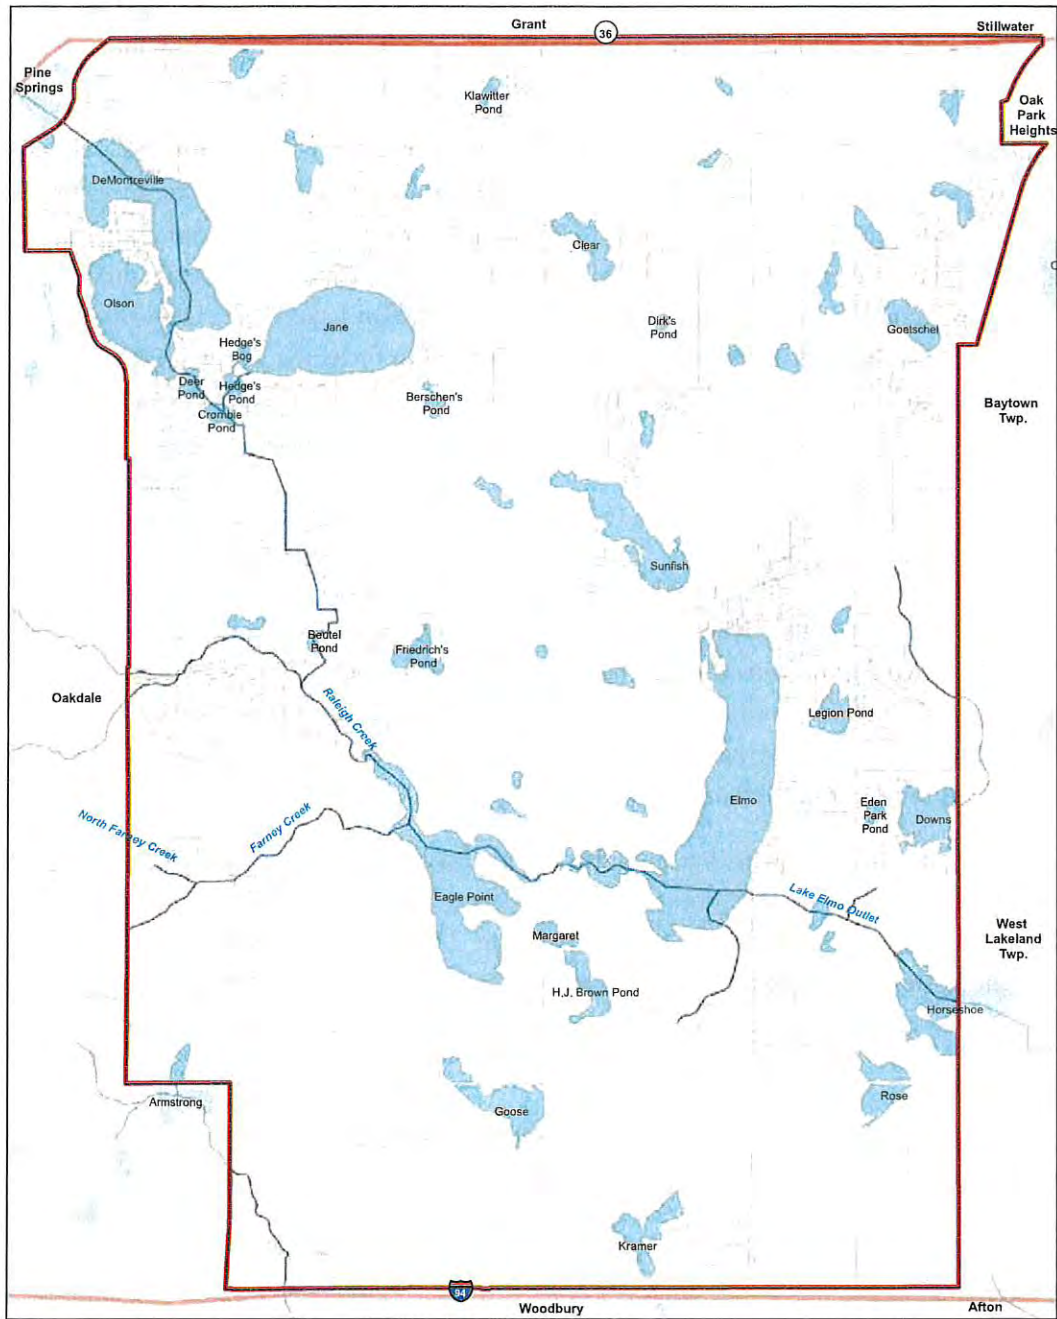 Grant
36
Stillwater
Pine
Springs
Klawitter
Pond
Oak
Park
Heights
DeMontreville
Clear
Olson
Jane
Dirk's
Pond
Goetschel
Hedge's
Bog
Deer
Pond
Hedge's
Pond
Berschen's
Pond
Crombie
Pond
Baytown
Twp.
Sunfish
Beutel
Pond
Friedrich's
Pond
Oakdale
Raleigh Creek
Legion Pond
Elmo
Eden
Park
Pond
Downs
North Farney Creek
Farney Creek
Eagle Point
Lake Elmo Outlet
Margaret
West
Lakeland
Twp.
H.J. Brown Pond
Horseshoe
Armstrong
Goose
Rose
Kramer
94
Woodbury
Afton